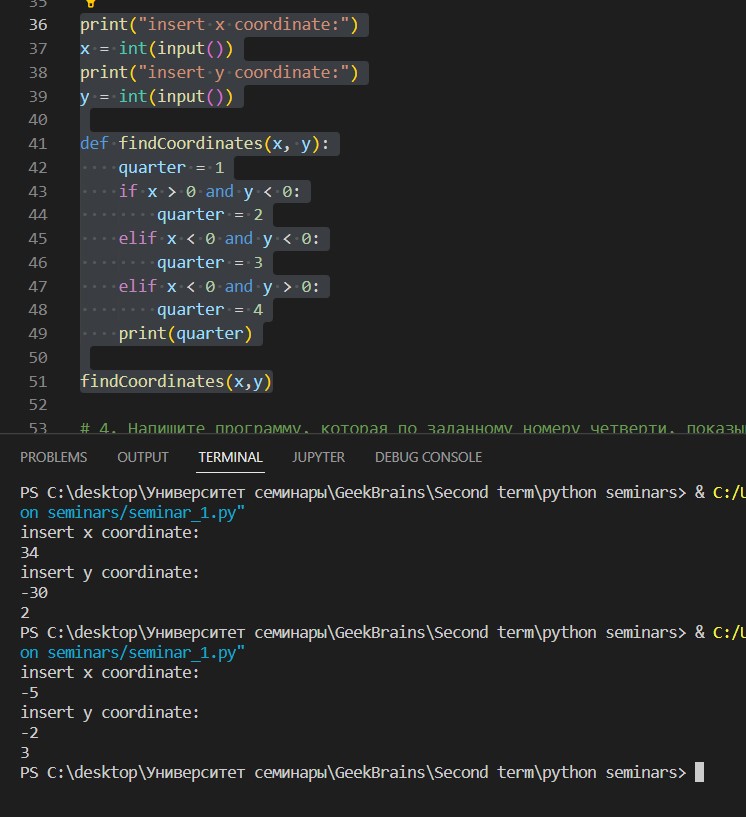 35
36 print("insert x coordinate:")
37 x = int(input())
38 print("insert y coordinate:")
39 y = int(input())
40
41 def findCoordinates(x, y):
42     quarter = 1
43     if x > 0 and y < 0:
44         quarter = 2
45     elif x < 0 and y < 0:
46         quarter = 3
47     elif x < 0 and y > 0:
48         quarter = 4
49     print(quarter)
50
51 findCoordinates(x,y)
52
53 # 4. Напишите программу, которая по заданному номеру четверти, показы
PROBLEMS OUTPUT TERMINAL JUPYTER DEBUG CONSOLE
PS C:\desktop\Университет семинары\GeekBrains\Second term\python seminars> & C:/U
on seminars/seminar_1.py"
insert x coordinate:
34
insert y coordinate:
-30
2
PS C:\desktop\Университет семинары\GeekBrains\Second term\python seminars> & C:/U
on seminars/seminar_1.py"
insert x coordinate:
-5
insert y coordinate:
-2
3
PS C:\desktop\Университет семинары\GeekBrains\Second term\python seminars>